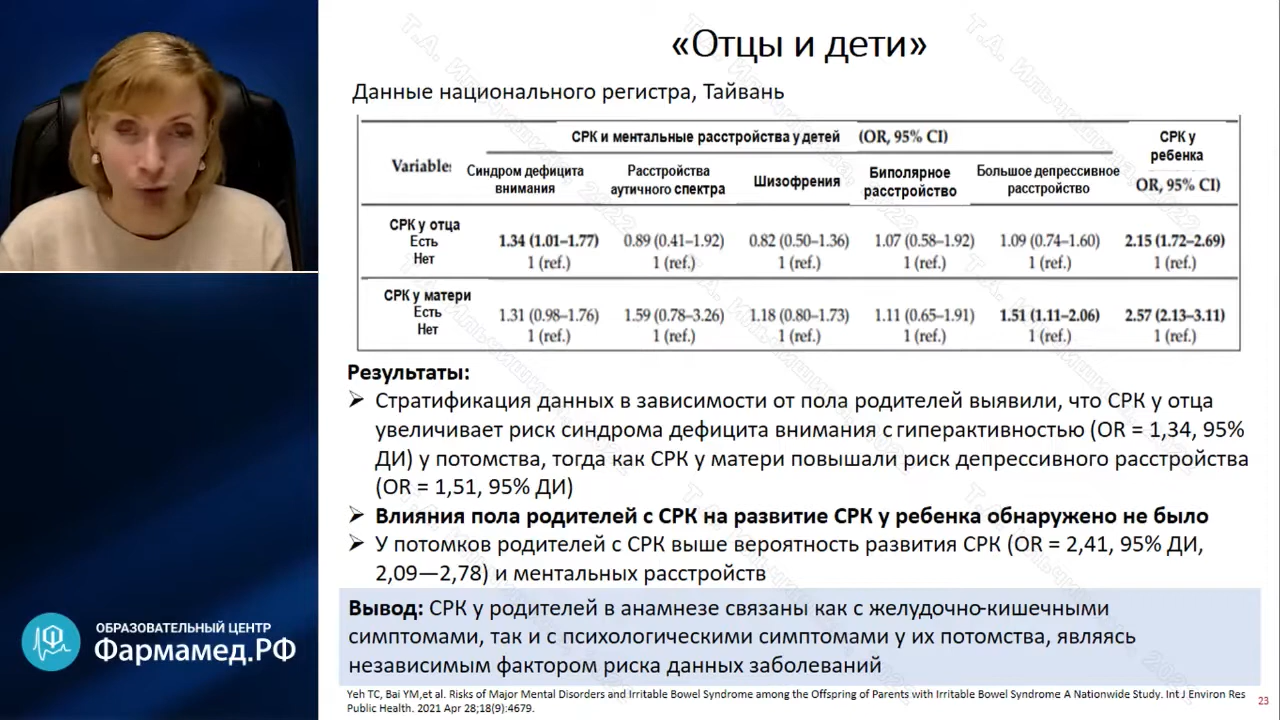 «Отцы и дети»
Данные национального регистра, Тайвань
СРК и ментальные расстройства у детей (OR, 95% CI)
СРК у
ребенка
OR, 95% CI)
Variable:
Синдром дефицита
внимания
Расстройства
аутичного спектра
Шизофрения
Биполярное
расстройство
Большое депрессивное
расстройство
СРК у отца
Есть 1.34 (1.01–1.77) 0.89 (0.41–1.92) 0.82 (0.50–1.36) 1.07 (0.58–1.92) 1.09 (0.74–1.60) 2.15 (1.72–2.69)
Нет 1 (ref.) 1 (ref.) 1 (ref.) 1 (ref.) 1 (ref.) 1 (ref.)
СРК у матери
Есть 1.31 (0.98–1.76) 1.59 (0.78–3.26) 1.18 (0.80–1.73) 1.11 (0.65–1.91) 1.51 (1.11–2.06) 2.57 (2.13–3.11)
Нет 1 (ref.) 1 (ref.) 1 (ref.) 1 (ref.) 1 (ref.) 1 (ref.)
Результаты:
Стратификация данных в зависимости от пола родителей выявили, что СРК у отца
увеличивает риск синдрома дефицита внимания с гиперактивностью (OR = 1,34, 95%
ДИ) у потомства, тогда как СРК у матери повышали риск депрессивного расстройства
(OR = 1,51, 95% ДИ)
Влияния пола родителей с СРК на развитие СРК у ребенка обнаружено не было
У потомков родителей с СРК выше вероятность развития СРК (OR = 2,41, 95% ДИ,
2,09—2,78) и ментальных расстройств
Вывод: СРК у родителей в анамнезе связаны как с желудочно-кишечными
симптомами, так и с психологическими симптомами у их потомства, являясь
независимым фактором риска данных заболеваний
Yeh TC, Bai YM,et al. Risks of Major Mental Disorders and Irritable Bowel Syndrome among the Offspring of Parents with Irritable Bowel Syndrome A Nationwide Study. Int J Environ Res
Public Health. 2021 Apr 28;18(9):4679.
23
ОБРАЗОВАТЕЛЬНЫЙ ЦЕНТР
Фармамед.РФ